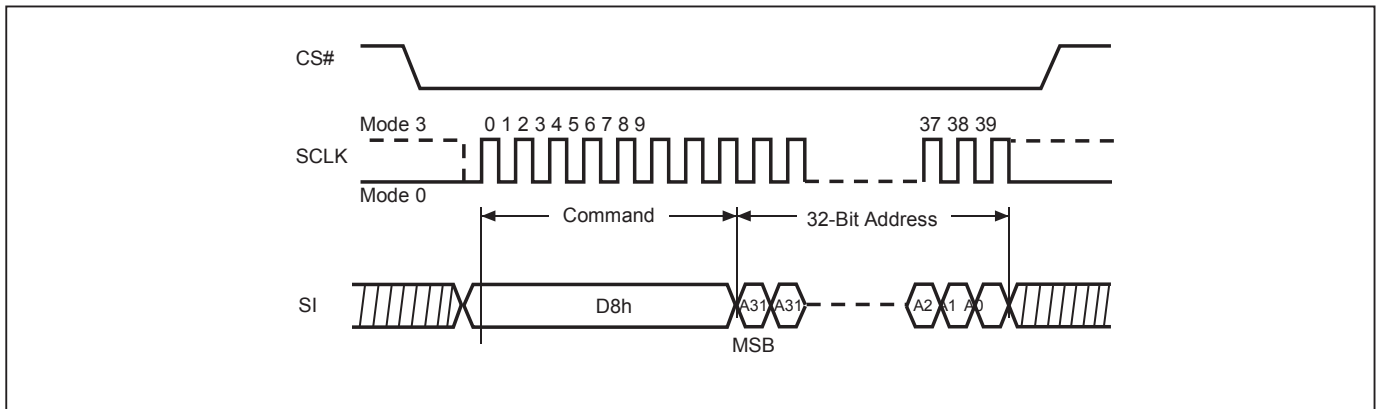 CS#
Mode 3
0 1 2 3 4 5 6 7 8 9
37 38 39
SCLK
Mode 0
Command
32-Bit Address
SI
D8h
A31
A31
A2
A1
A0
MSB